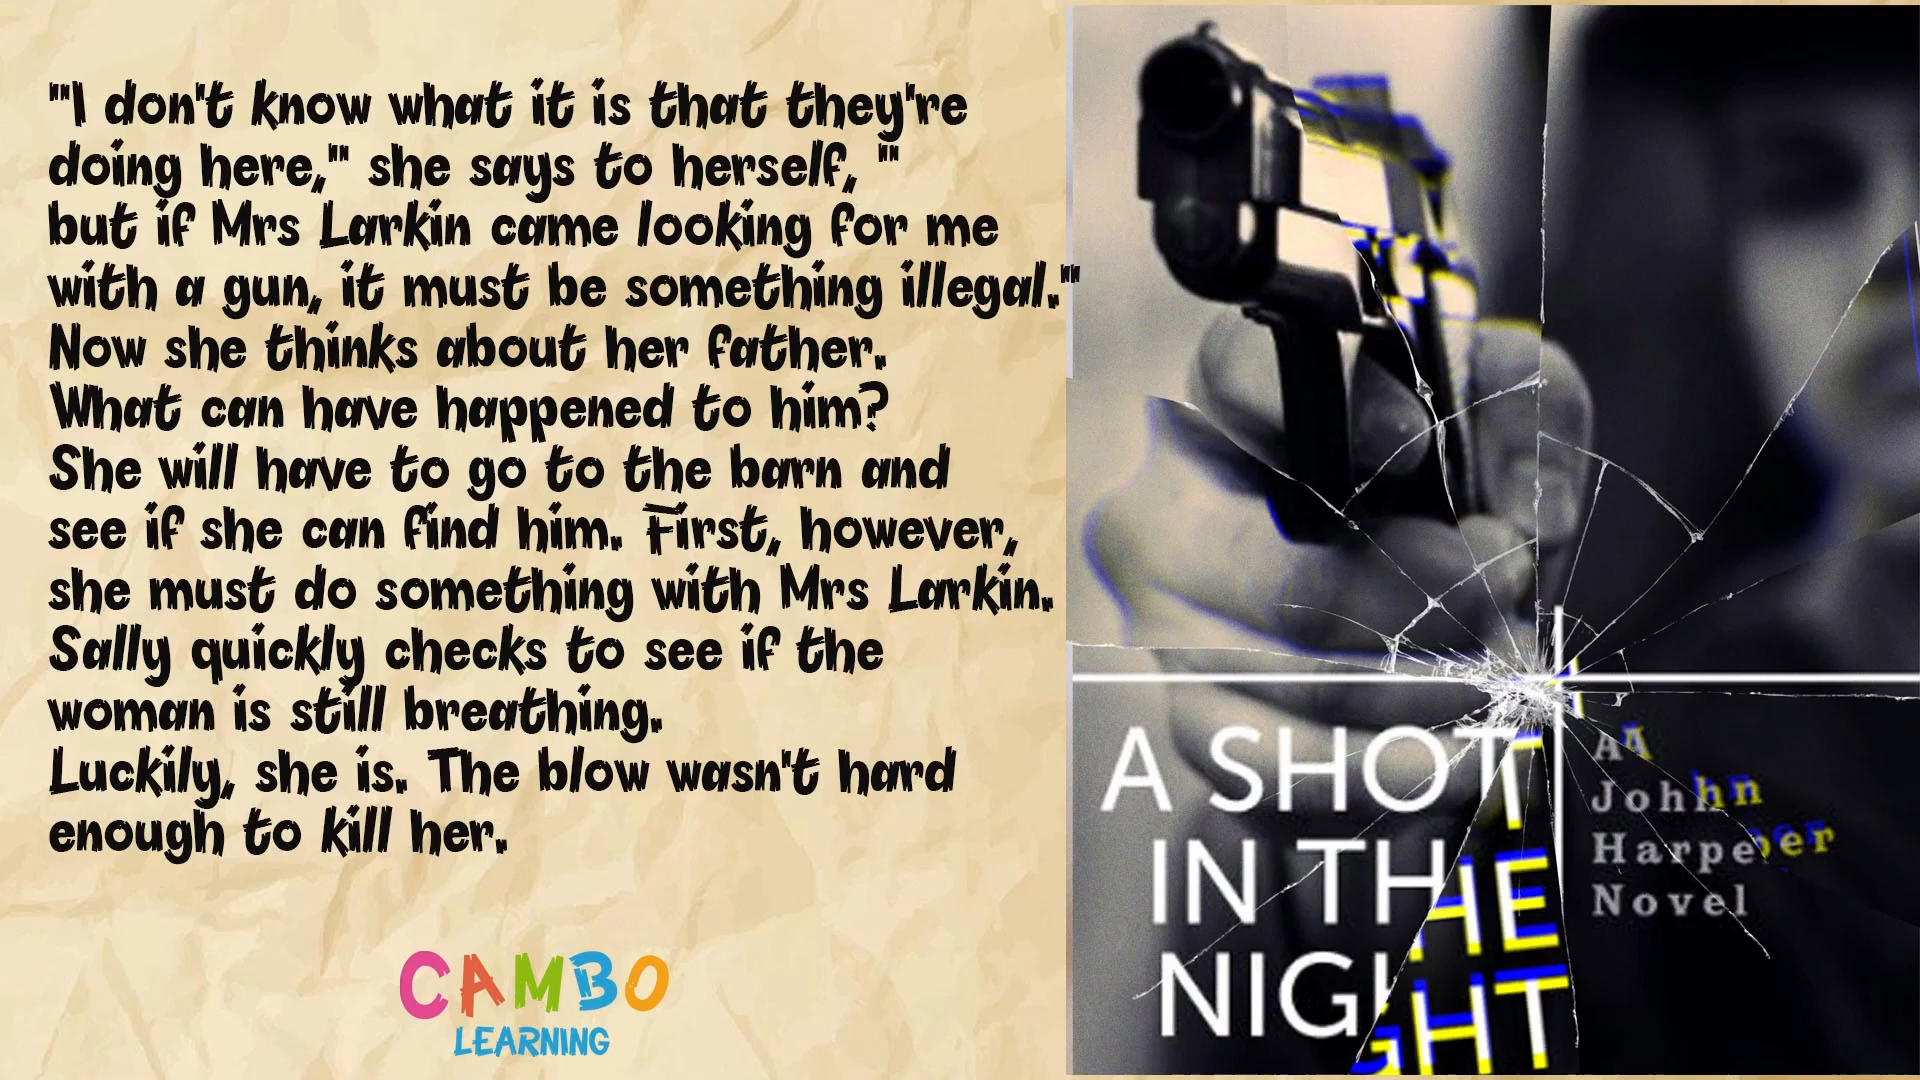 ""I don't know what it is that they're
doing here,"" she says to herself, ""
but if Mrs Larkin came looking for me
with a gun, it must be something illegal.""
Now she thinks about her father.
What can have happened to him?
She will have to go to the barn and
see if she can find him. First, however,
she must do something with Mrs Larkin.
Sally quickly checks to see if the
woman is still breathing.
Luckily, she is. The blow wasn't hard
enough to kill her.
CAMBO
LEARNING
A SHOT
IN THE
NIGHT
A
John
Harper
Novel